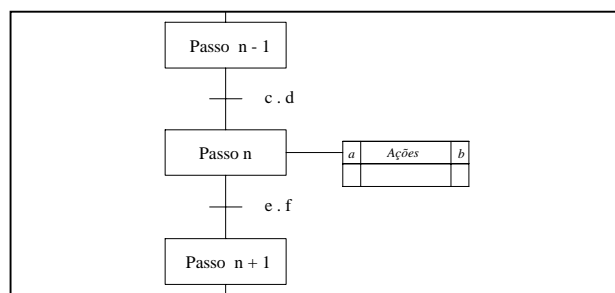 Passo n - 1
c . d
Passo n
a Ações b
e . f
Passo n + 1